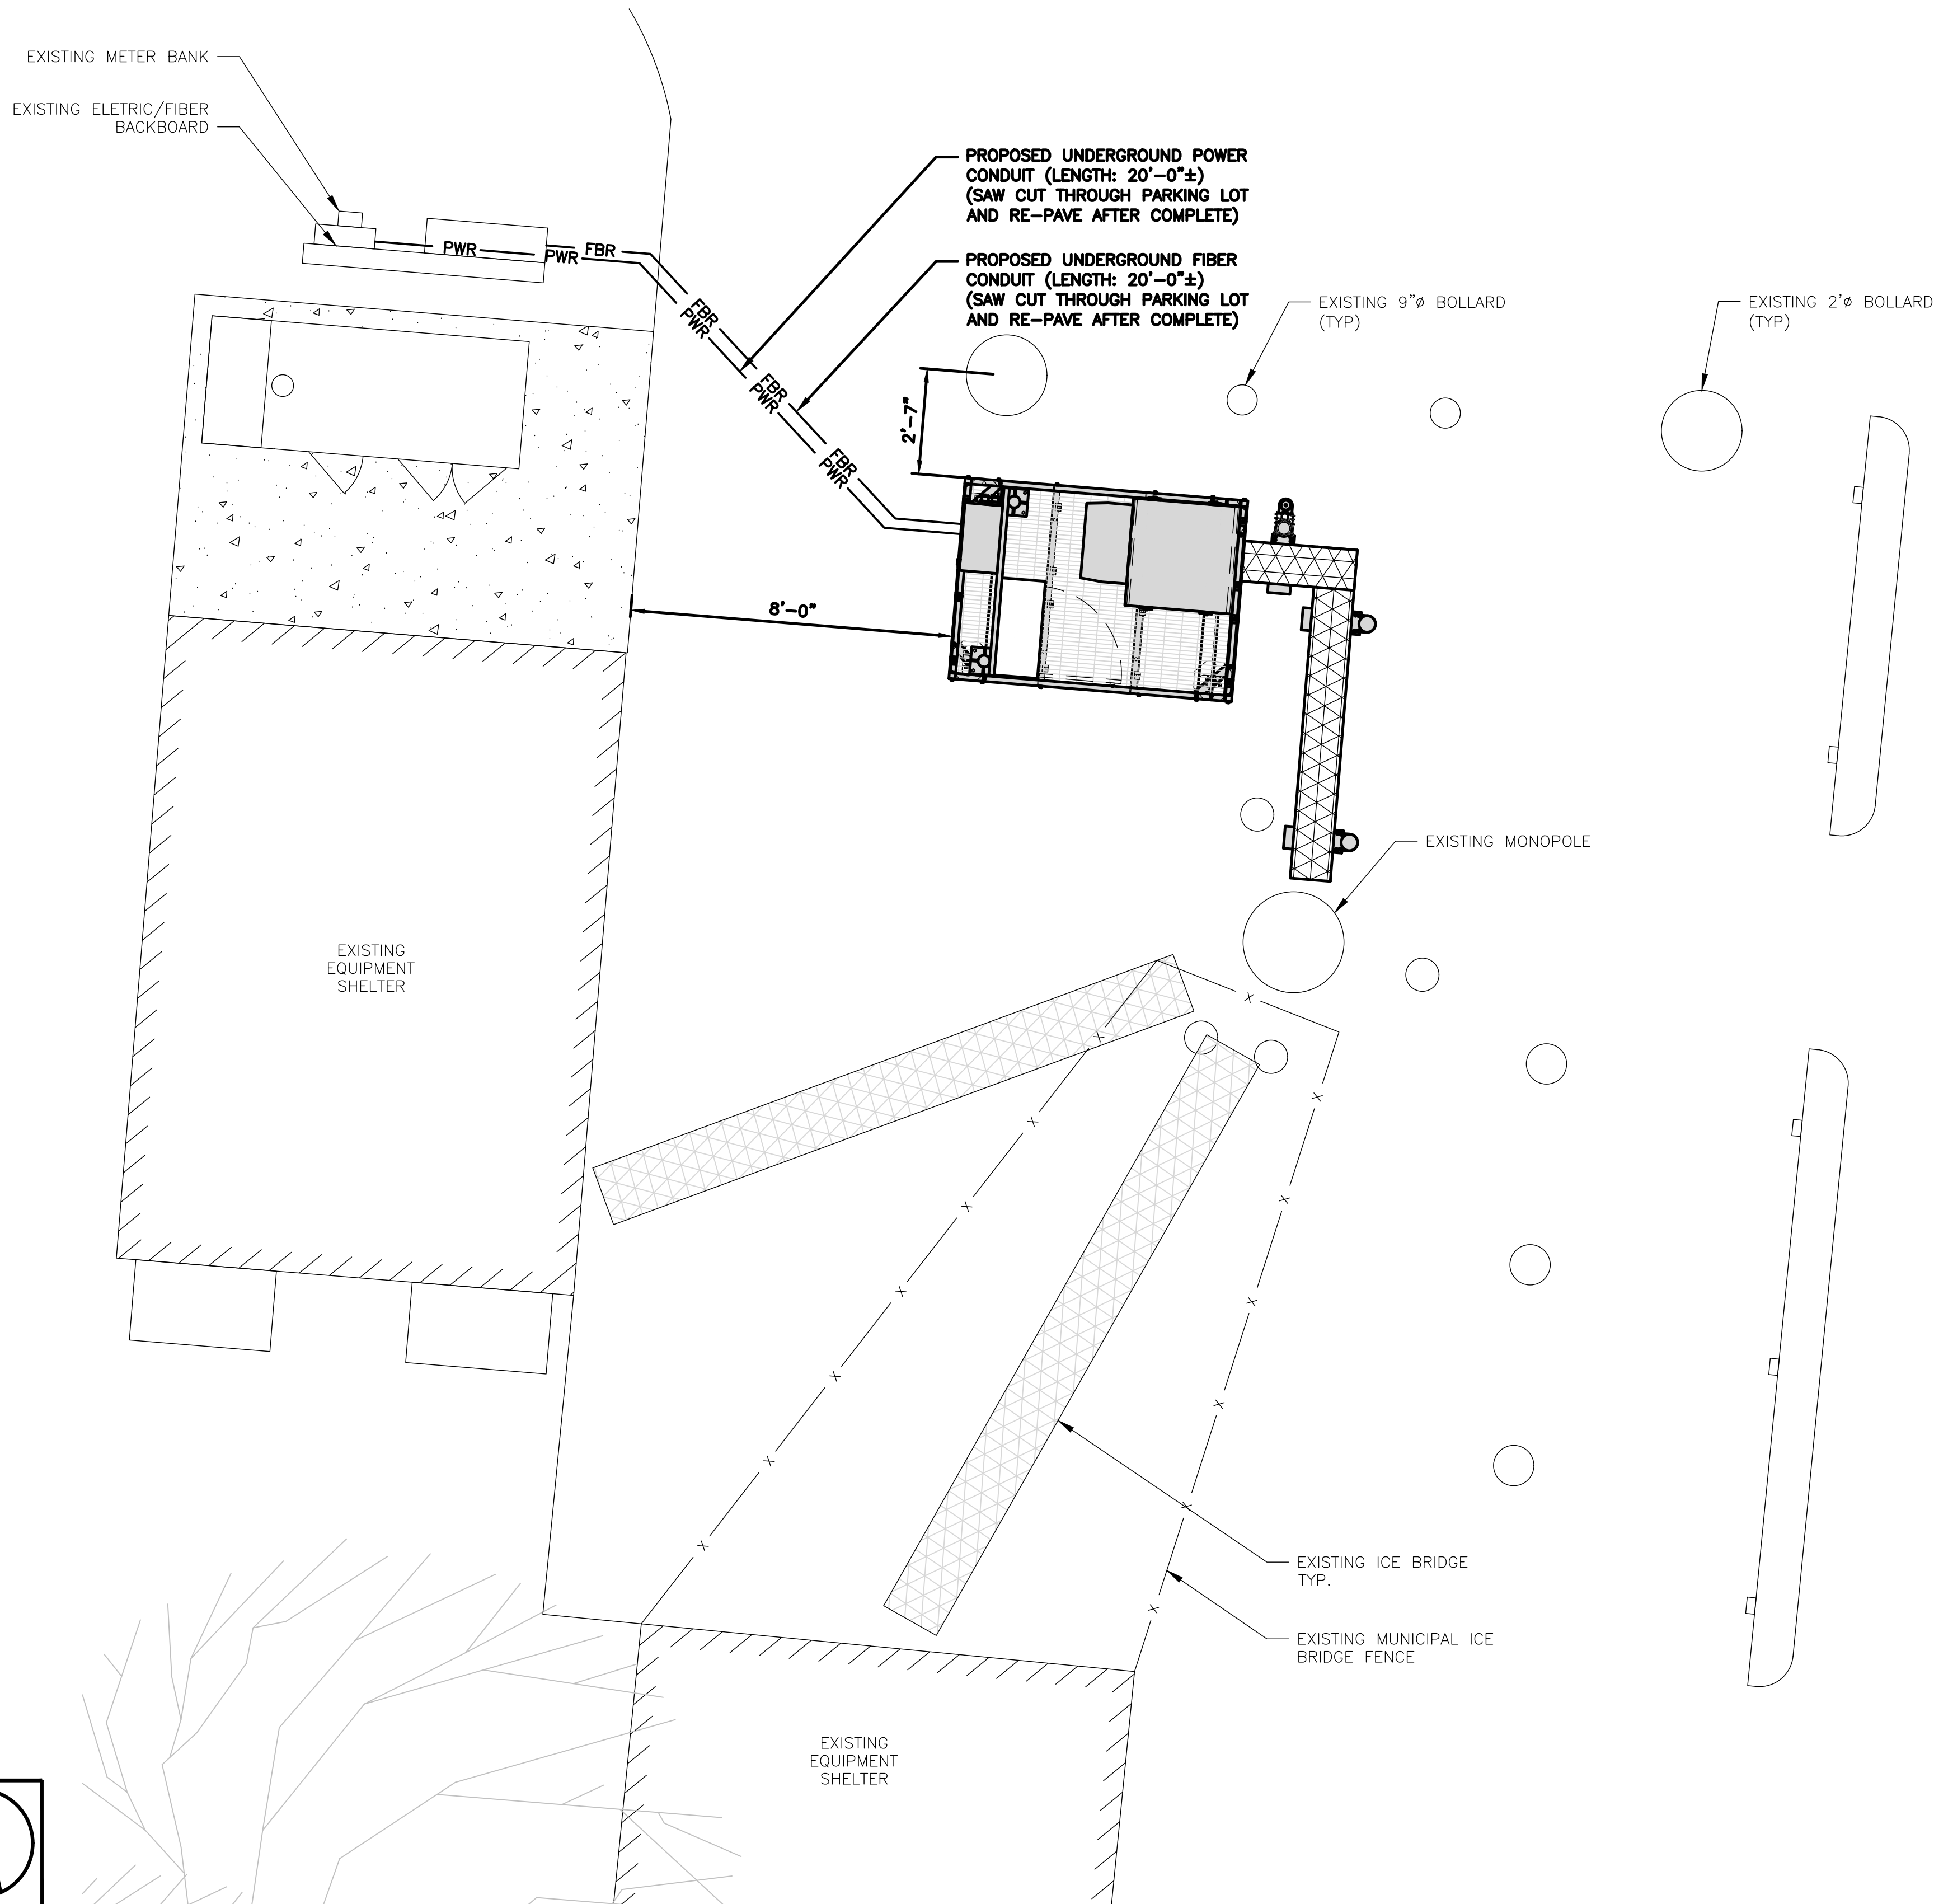 EXISTING METER BANK
EXISTING ELETRIC/FIBER
BACKBOARD
PROPOSED UNDERGROUND POWER
CONDUIT (LENGTH: 20'-0"±)
(SAW CUT THROUGH PARKING LOT
AND RE-PAVE AFTER COMPLETE)
PROPOSED UNDERGROUND FIBER
CONDUIT (LENGTH: 20'-0"±)
(SAW CUT THROUGH PARKING LOT
AND RE-PAVE AFTER COMPLETE)
EXISTING 9"ø BOLLARD
(TYP)
EXISTING 2'ø BOLLARD
(TYP)
PWR
PWR
FBR
FBR
PWR
FBR
PWR
FBR
PWR
2'-7"
8'-0"
EXISTING MONOPOLE
EXISTING
EQUIPMENT
SHELTER
X
X
X
X
X
X
X
X
X
X
X
X
X
X
EXISTING ICE BRIDGE
TYP.
EXISTING MUNICIPAL ICE
BRIDGE FENCE
EXISTING
EQUIPMENT
SHELTER